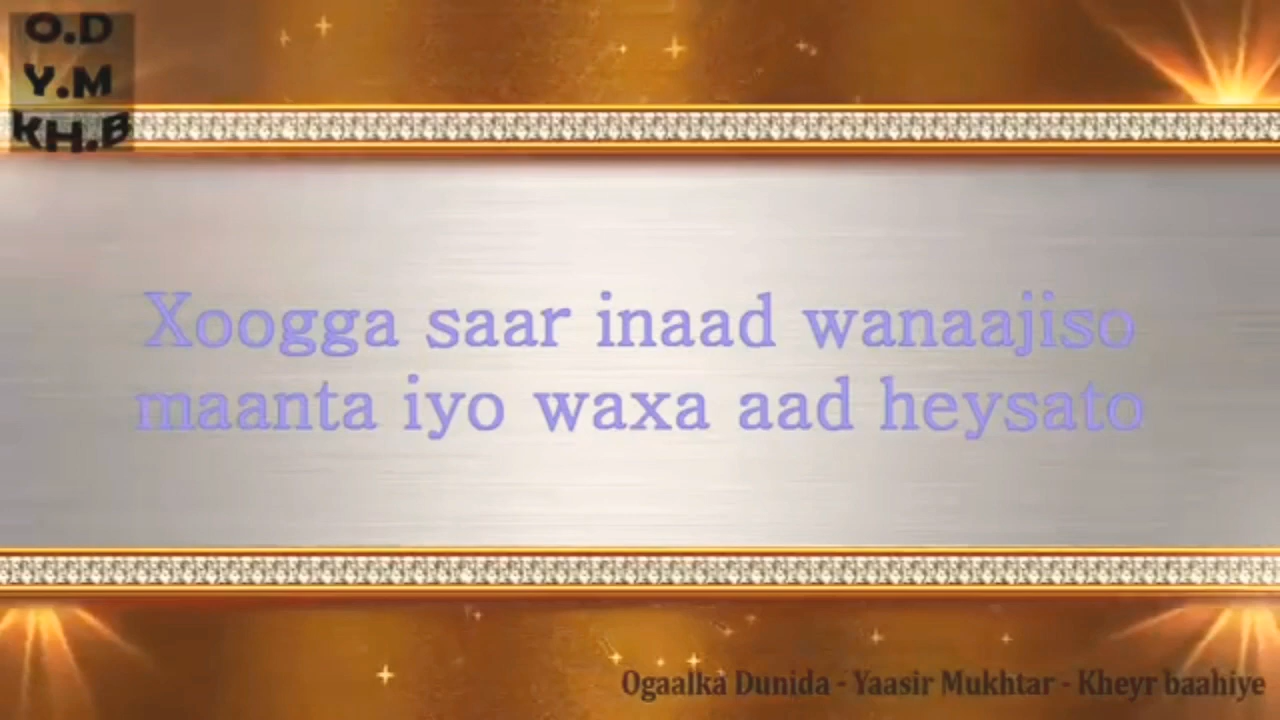 O.D
Y.M
KH.B
Xoogga saar inaad wanaajiso
maanta iyo waxa aad heysato
Ogaalka Dunida - Yaasir Mukhtar - Kheyr baahiye